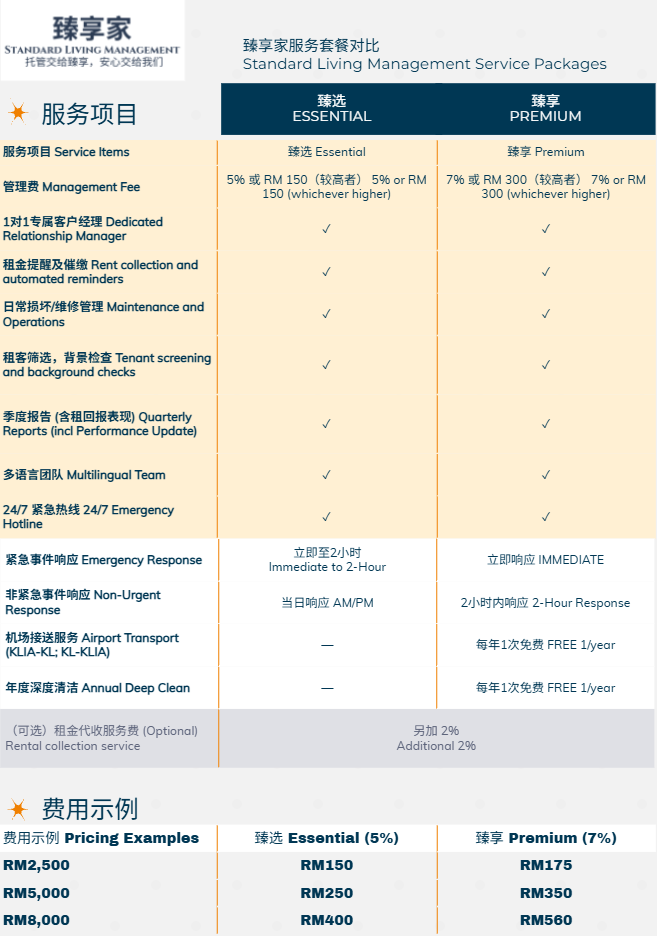 臻享家
STANDARD LIVING MANAGEMENT
托管交给臻享，安心交给我们
臻享家服务套餐对比
Standard Living Management Service Packages
服务项目
臻选
ESSENTIAL
臻享
PREMIUM
服务项目 Service Items
臻选 Essential
臻享 Premium
管理费 Management Fee
5% 或 RM 150（较高者） 5% or RM
150 (whichever higher)
7% 或 RM 300（较高者） 7% or RM
300 (whichever higher)
1对1专属客户经理 Dedicated
Relationship Manager
✓
✓
租金提醒及催缴 Rent collection and
automated reminders
✓
✓
日常损坏/维修管理 Maintenance and
Operations
✓
✓
租客筛选，背景检查 Tenant screening
and background checks
✓
✓
季度报告 (含租回报表现) Quarterly
Reports (incl Performance Update)
✓
✓
多语言团队 Multilingual Team
✓
✓
24/7 紧急热线 24/7 Emergency
Hotline
✓
✓
紧急事件响应 Emergency Response
立即至2小时
Immediate to 2-Hour
立即响应 IMMEDIATE
非紧急事件响应 Non-Urgent
Response
当日响应 AM/PM
2小时内响应 2-Hour Response
机场接送服务 Airport Transport
(KLIA-KL; KL-KLIA)
—
每年1次免费 FREE 1/year
年度深度清洁 Annual Deep Clean
—
每年1次免费 FREE 1/year
（可选）租金代收服务费 (Optional)
Rental collection service
另加 2%
Additional 2%
费用示例
费用示例 Pricing Examples
臻选 Essential (5%)
臻享 Premium (7%)
RM2,500
RM150
RM175
RM5,000
RM250
RM350
RM8,000
RM400
RM560